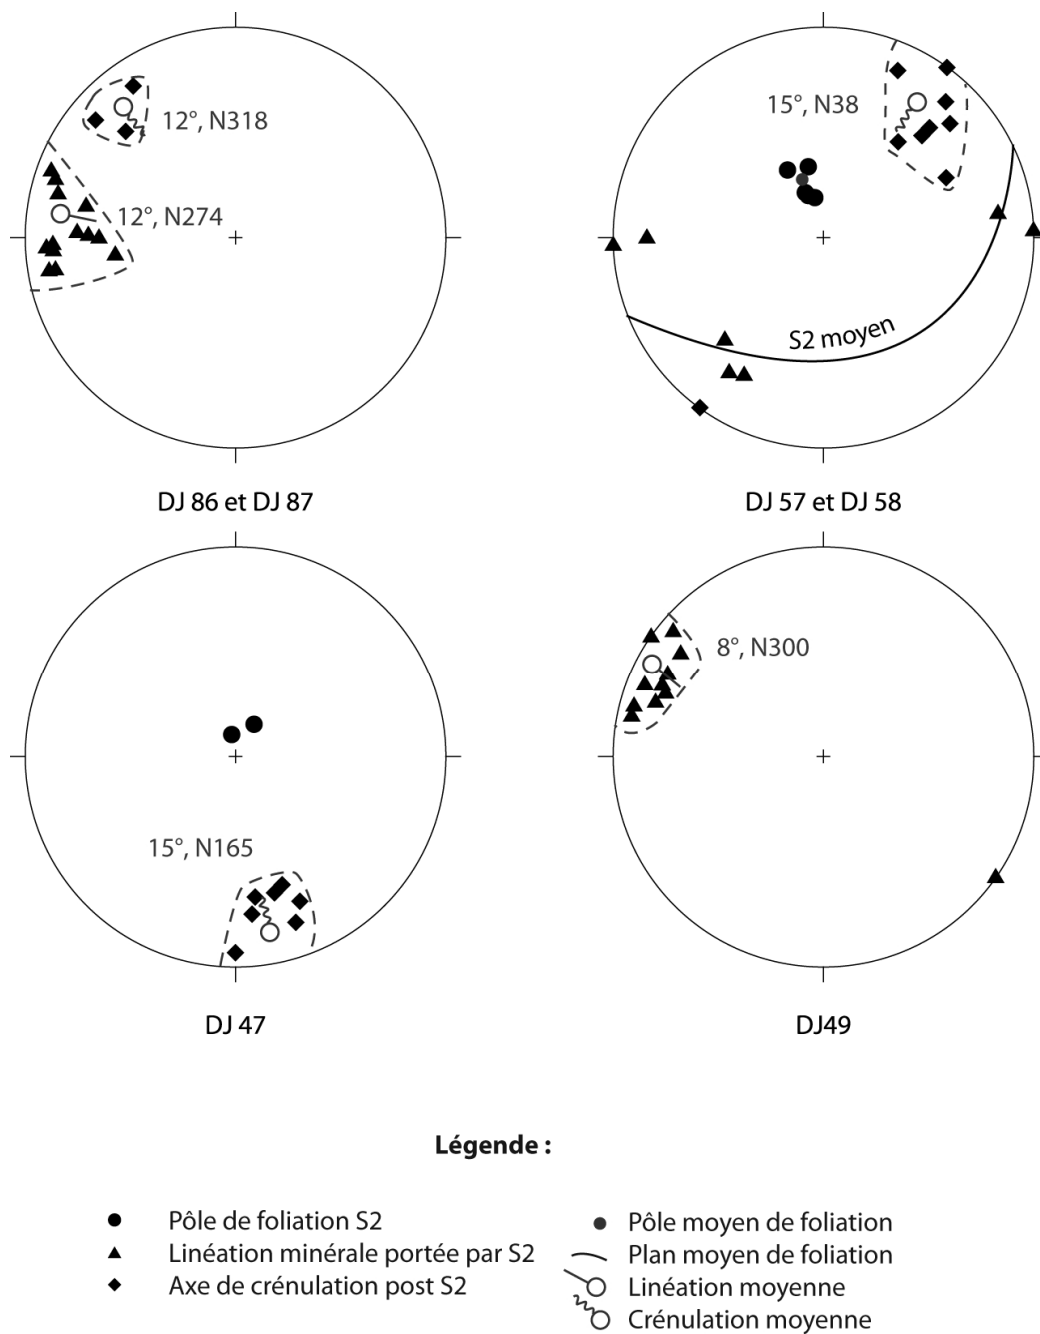 12°, N318
12°, N274
15°, N38
S2 moyen
DJ 86 et DJ 87
DJ 57 et DJ 58
15°, N165
8°, N300
DJ 47
DJ49
Légende :
Pôle de foliation S2
Linéation minérale portée par S2
Axe de crénulation post S2
Pôle moyen de foliation
Plan moyen de foliation
Linéation moyenne
Crénulation moyenne